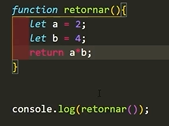 function retornar(){
let a = 2;
let b = 4;
return a*b;
}
console.log(retornar());